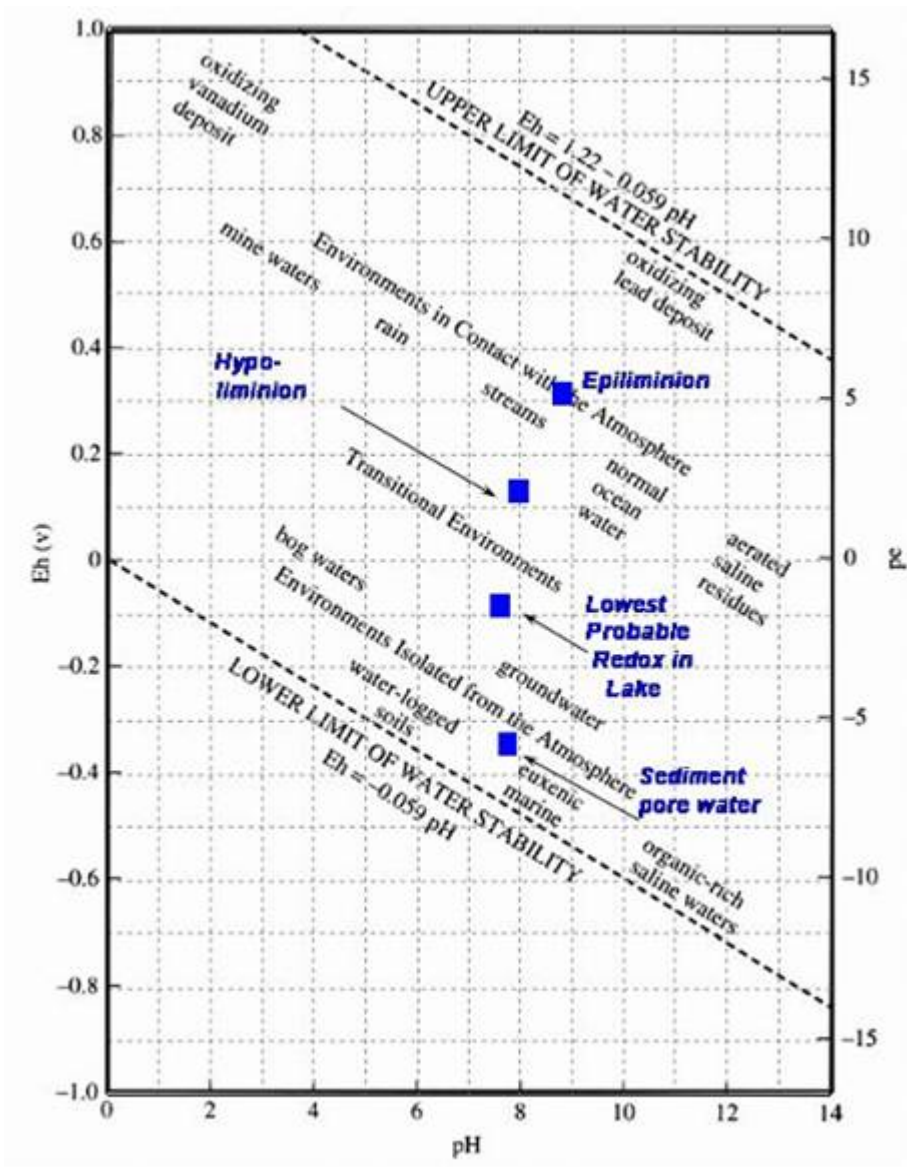 1.0
0.8
0.6
0.4
0.2
0
−0.2
−0.4
−0.6
−0.8
−1.0
Eh (v)
0
2
4
6
8
10
12
14
pH
15
10
5
0
−5
−10
−15
pe
oxidizing
vanadium
deposit
Eh = 1.22 − 0.059 pH
UPPER LIMIT OF WATER STABILITY
mine waters
Environments in Contact with the Atmosphere
oxidizing
lead deposit
rain
Hypo-
liminion
streams
Epiliminion
normal
ocean
water
Transitional Environments
aerated
saline
residues
bog waters
Environments Isolated from the Atmosphere
Lowest
Probable
Redox in
Lake
groundwater
water-logged
soils
LOWER LIMIT OF WATER STABILITY
Eh = −0.059 pH
euxenic
marine
Sediment
pore water
organic-rich
saline waters